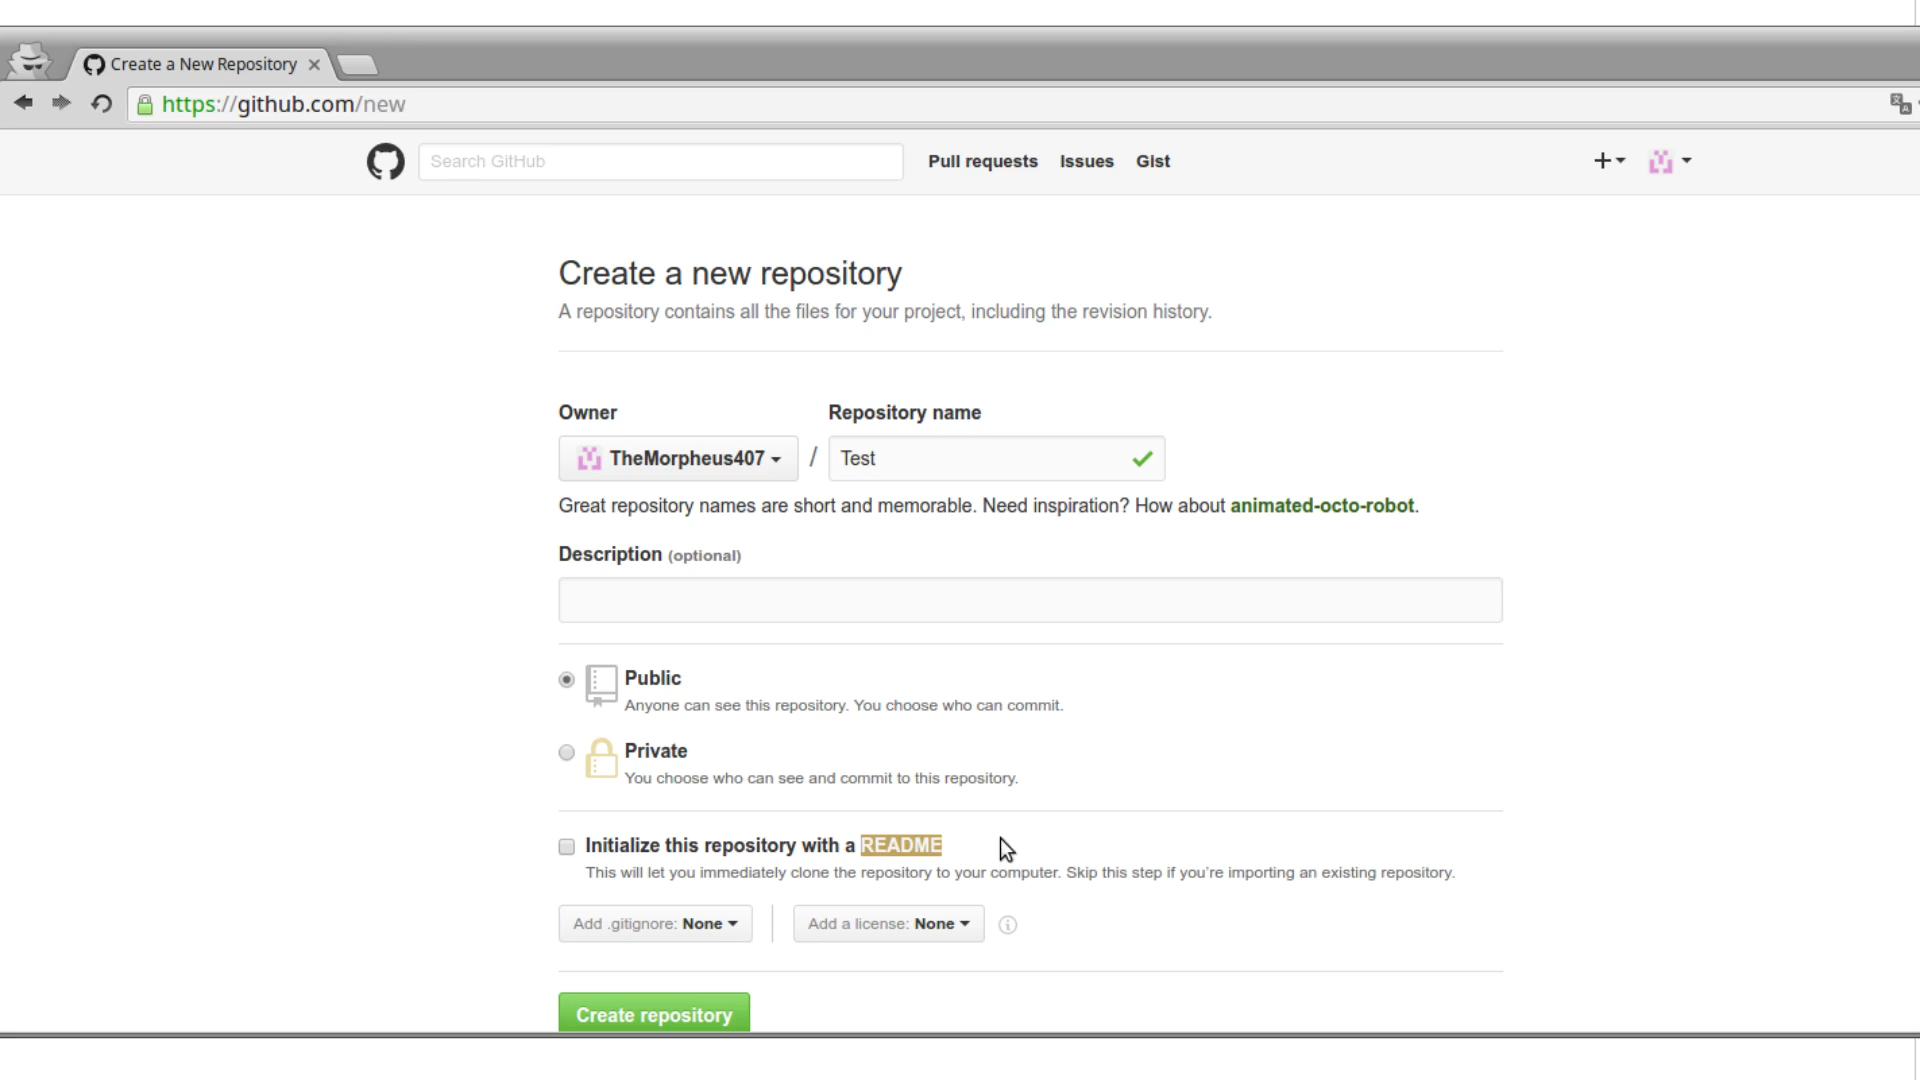 Create a New Repository
https://github.com/new
Search GitHub Pull requests Issues Gist
Create a new repository
A repository contains all the files for your project, including the revision history.
Owner Repository name
TheMorpheus407 / Test
Great repository names are short and memorable. Need inspiration? How about animated-octo-robot.
Description (optional)
Public
Anyone can see this repository. You choose who can commit.
Private
You choose who can see and commit to this repository.
Initialize this repository with a README
This will let you immediately clone the repository to your computer. Skip this step if you're importing an existing repository.
Add .gitignore: None Add a license: None
Create repository